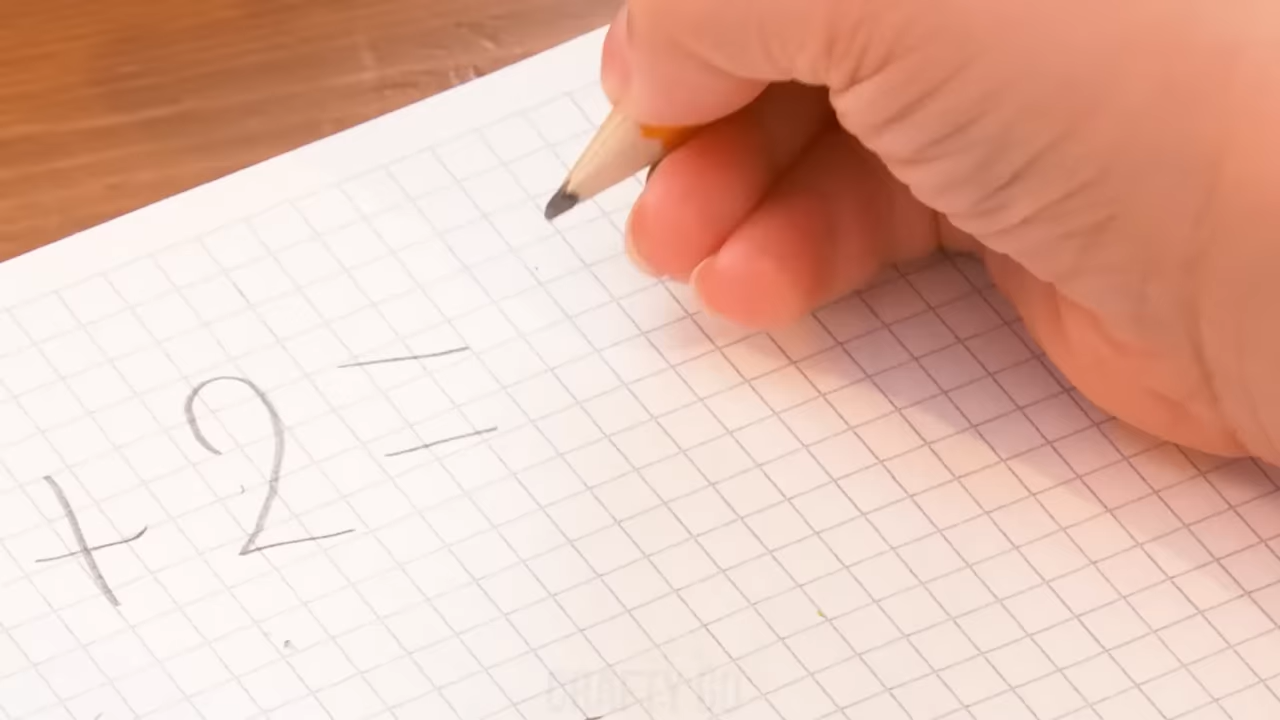 + 2 =